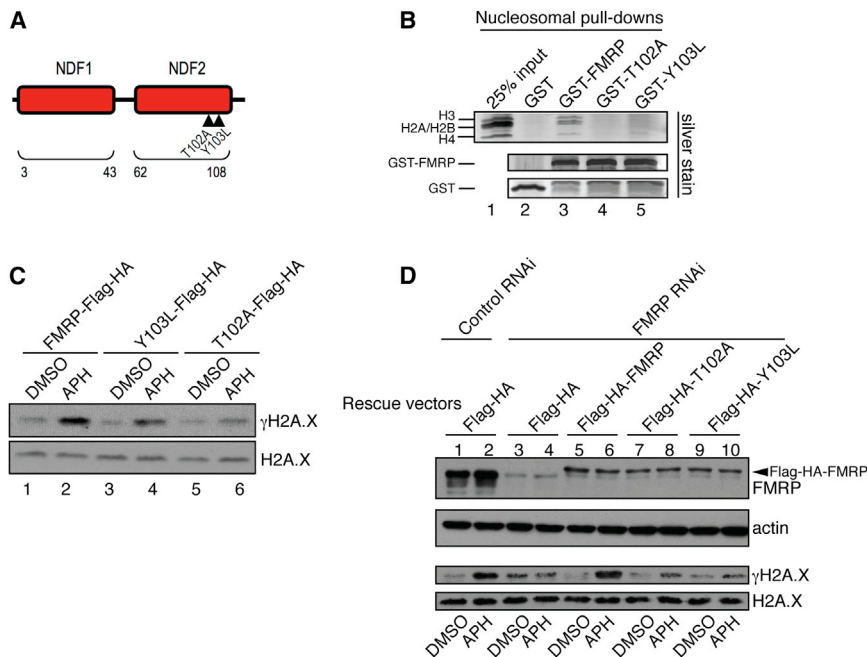 A
NDF1 NDF2
T102A Y103L
3 43 62 108
B
Nucleosomal pull-downs
25% input GST GST-FMRP GST-T102A GST-Y103L
H3
H2A/H2B
H4
GST-FMRP
GST
silver stain
1 2 3 4 5
C
FMRP-Flag-HA Y103L-Flag-HA T102A-Flag-HA
DMSO APH DMSO APH DMSO APH
γH2A.X
H2A.X
1 2 3 4 5 6
D
Control RNAi FMRP RNAi
Rescue vectors Flag-HA Flag-HA Flag-HA-FMRP Flag-HA-T102A Flag-HA-Y103L
1 2 3 4 5 6 7 8 9 10
Flag-HA-FMRP
FMRP
actin
γH2A.X
H2A.X
DMSO APH DMSO APH DMSO APH DMSO APH DMSO APH